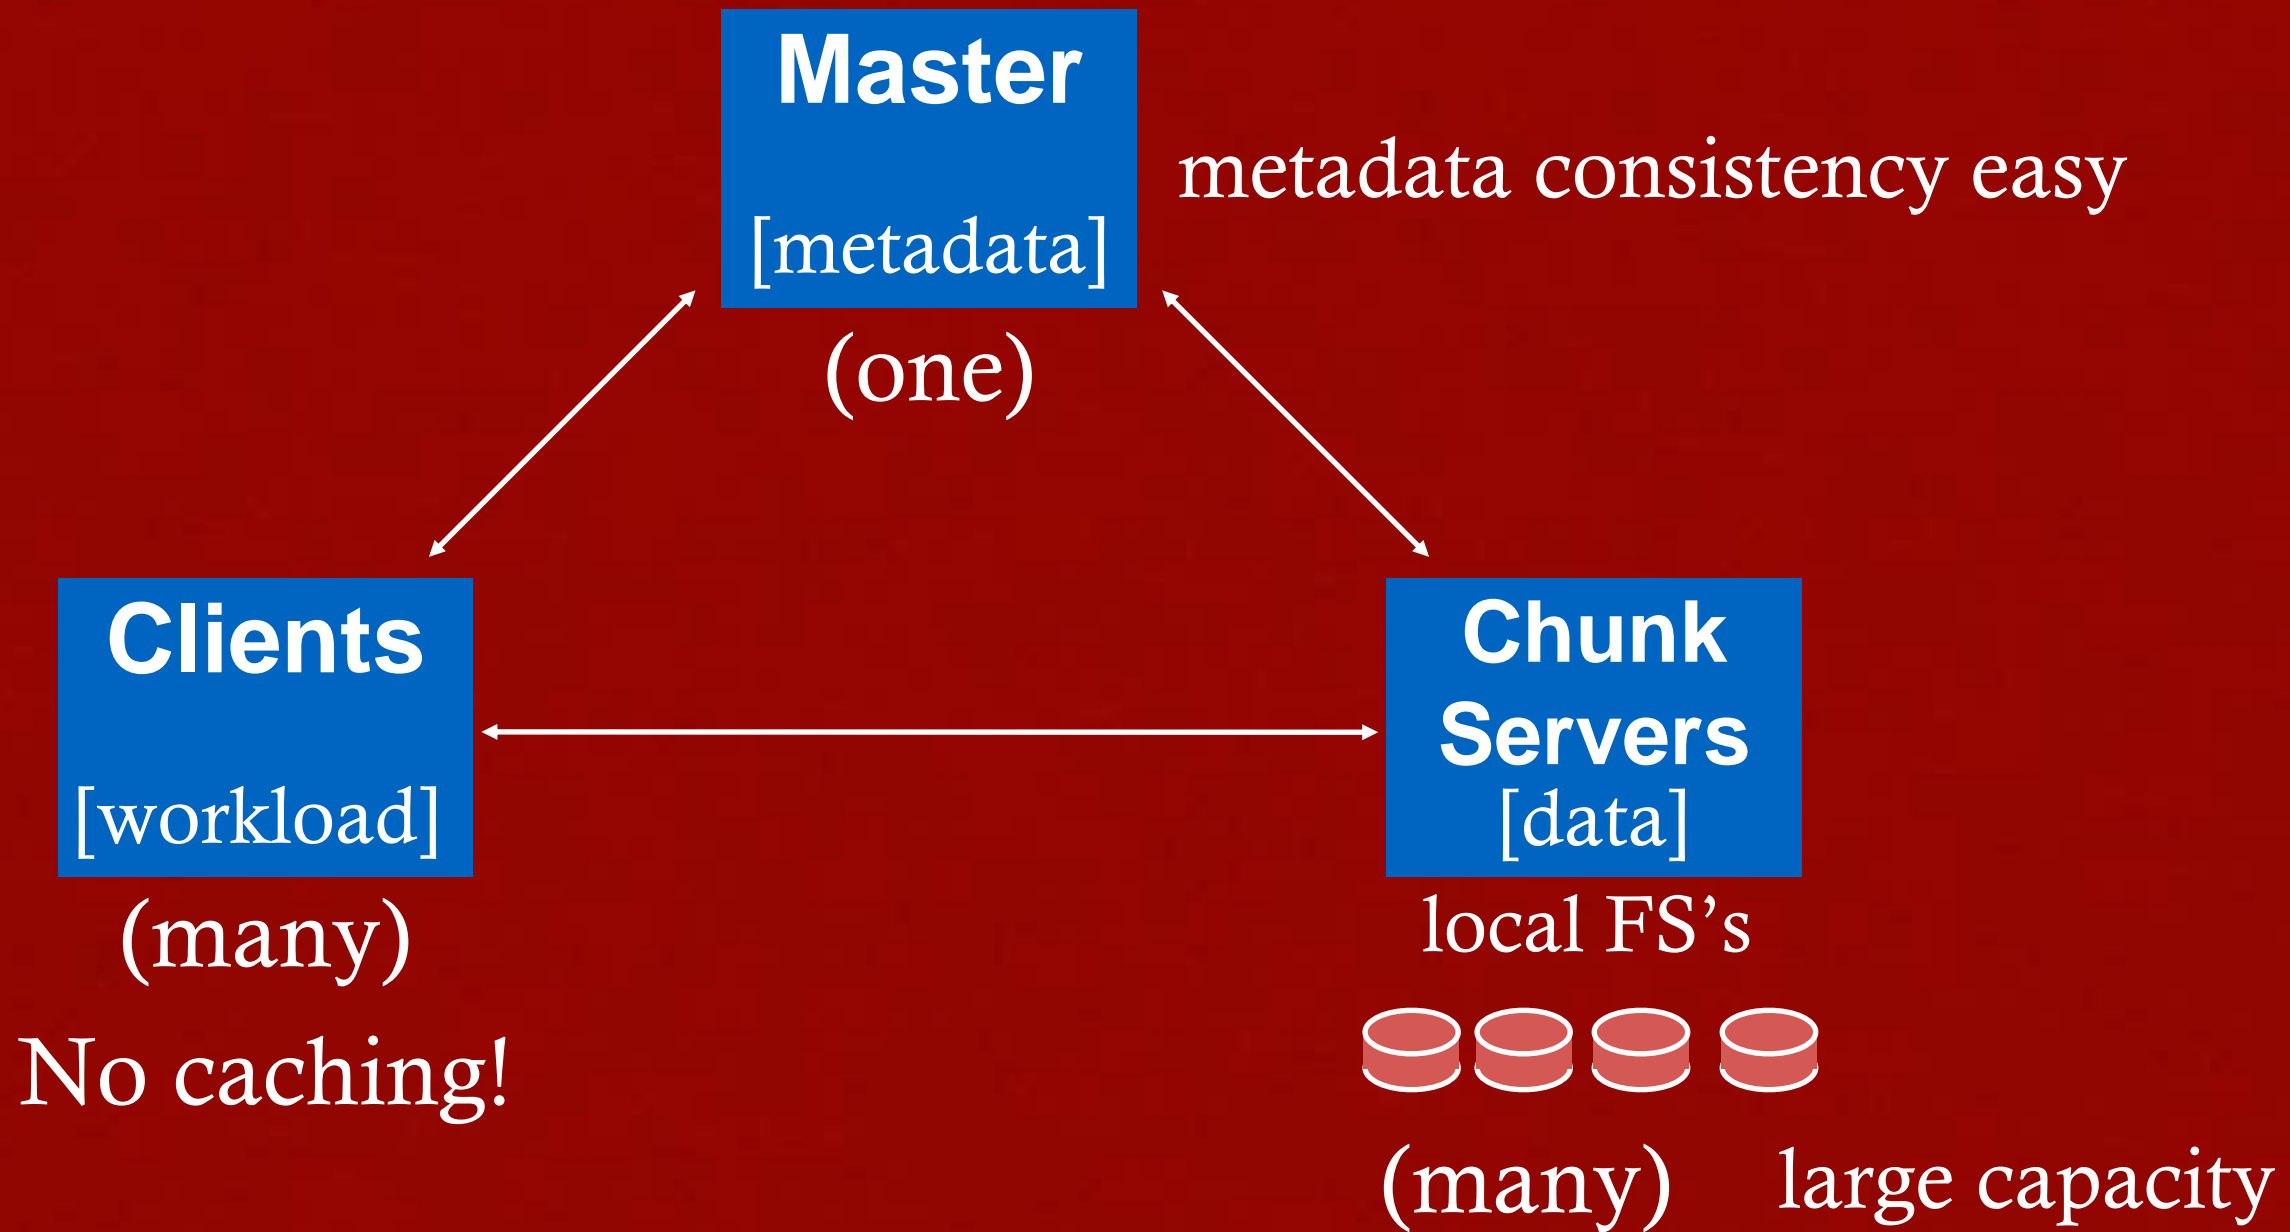 Master
[metadata]
metadata consistency easy
(one)
Clients
[workload]
(many)
No caching!
Chunk
Servers
[data]
local FS’s
(many)
large capacity